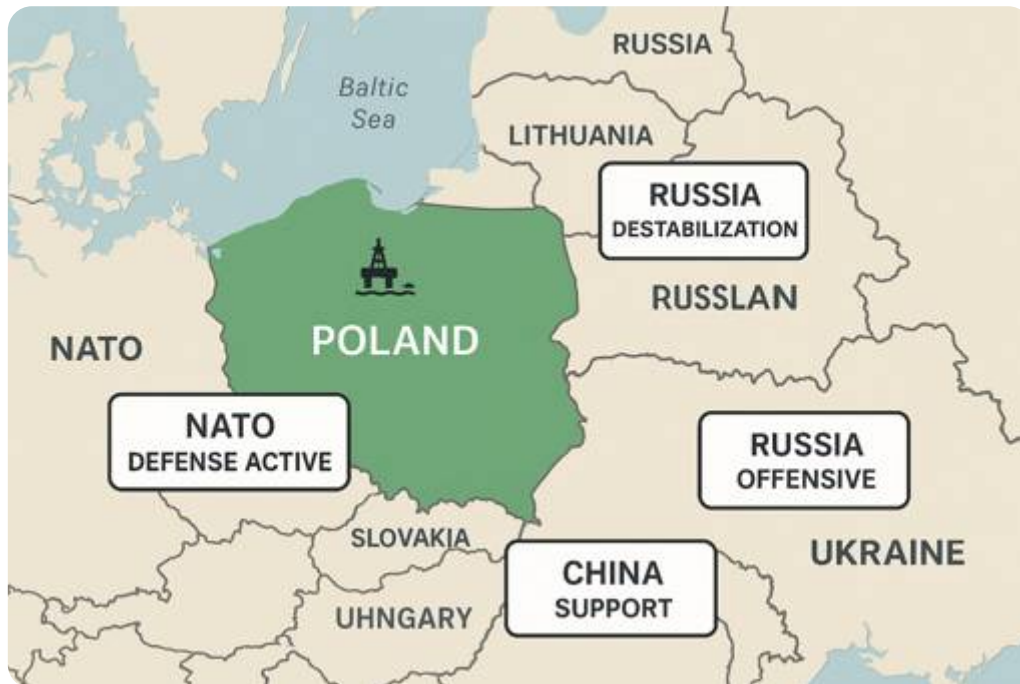 RUSSIA
Baltic
Sea
LITHUANIA
RUSSIA
DESTABILIZATION
RUSSLAN
POLAND
NATO
NATO
DEFENSE ACTIVE
RUSSIA
OFFENSIVE
SLOVAKIA
UKRAINE
CHINA
SUPPORT
UHNGARY